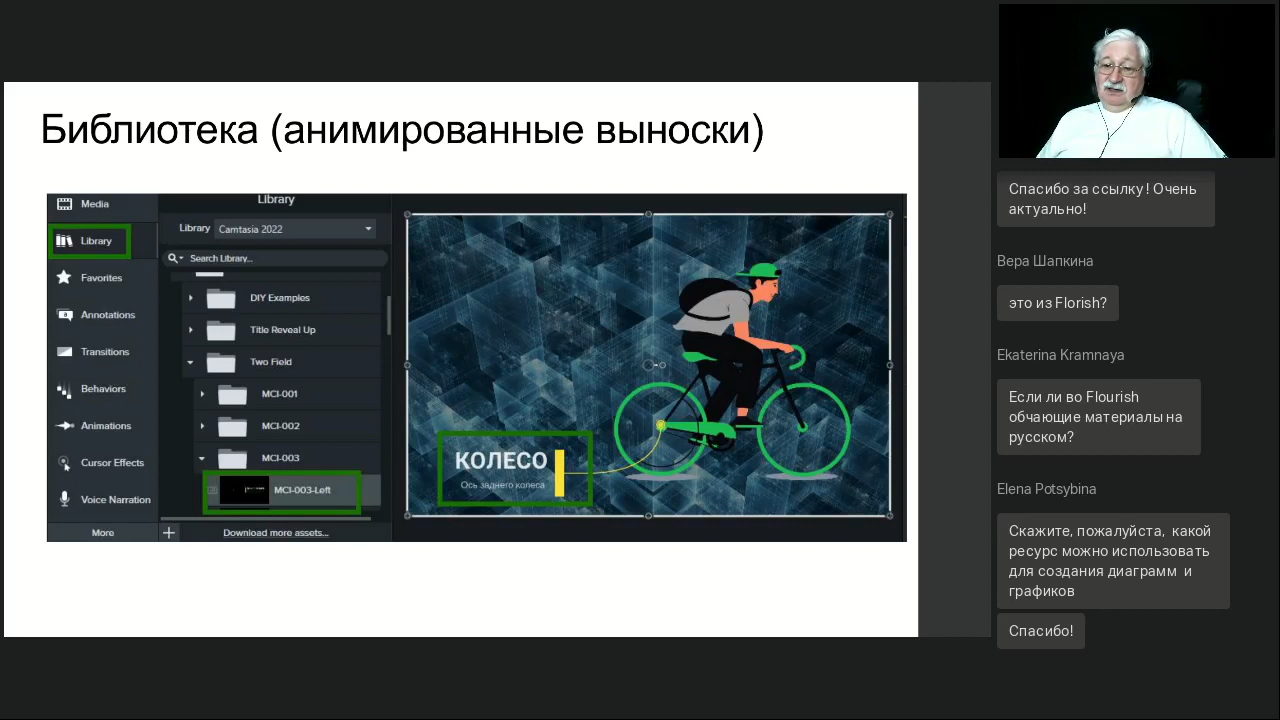 Библиотека (анимированные выноски)
Media
Library
Favorites
Annotations
Transitions
Behaviors
Animations
Cursor Effects
Voice Narration
More
Library
Library Camtasia 2022
Search Library...
DIY Examples
Title Reveal Up
Two Field
MCI-001
MCI-002
MCI-003
MCI-003-Left
Download more assets...
КОЛЕСО
Ось заднего колеса
Спасибо за ссылку! Очень
актуально!
Вера Шапкина
это из Florish?
Ekaterina Kramnaya
Если ли во Flourish
обчающие материалы на
русском?
Elena Potsybina
Скажите, пожалуйста, какой
ресурс можно использовать
для создания диаграмм и
графиков
Спасибо!